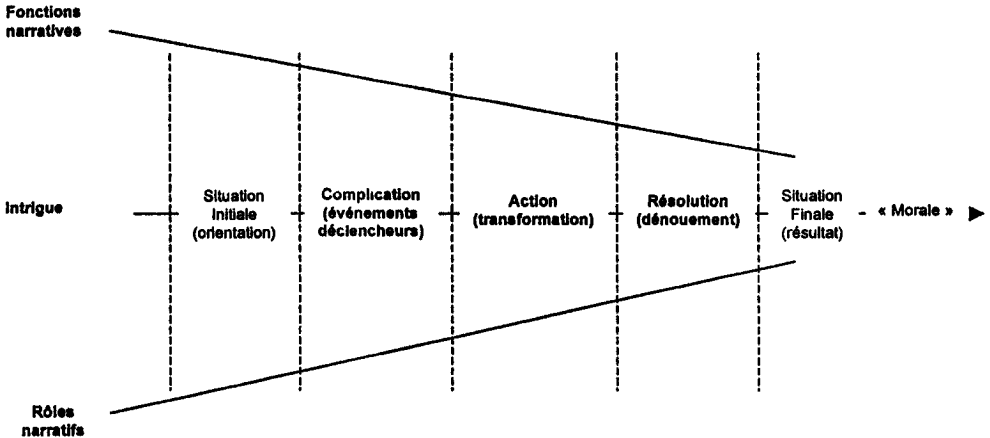 Fonctions
narratives
Intrigue
Situation
Initiale
(orientation)
Complication
(événements
déclencheurs)
Action
(transformation)
Résolution
(dénouement)
Situation
Finale
(résultat)
« Morale »
Rôles
narratifs